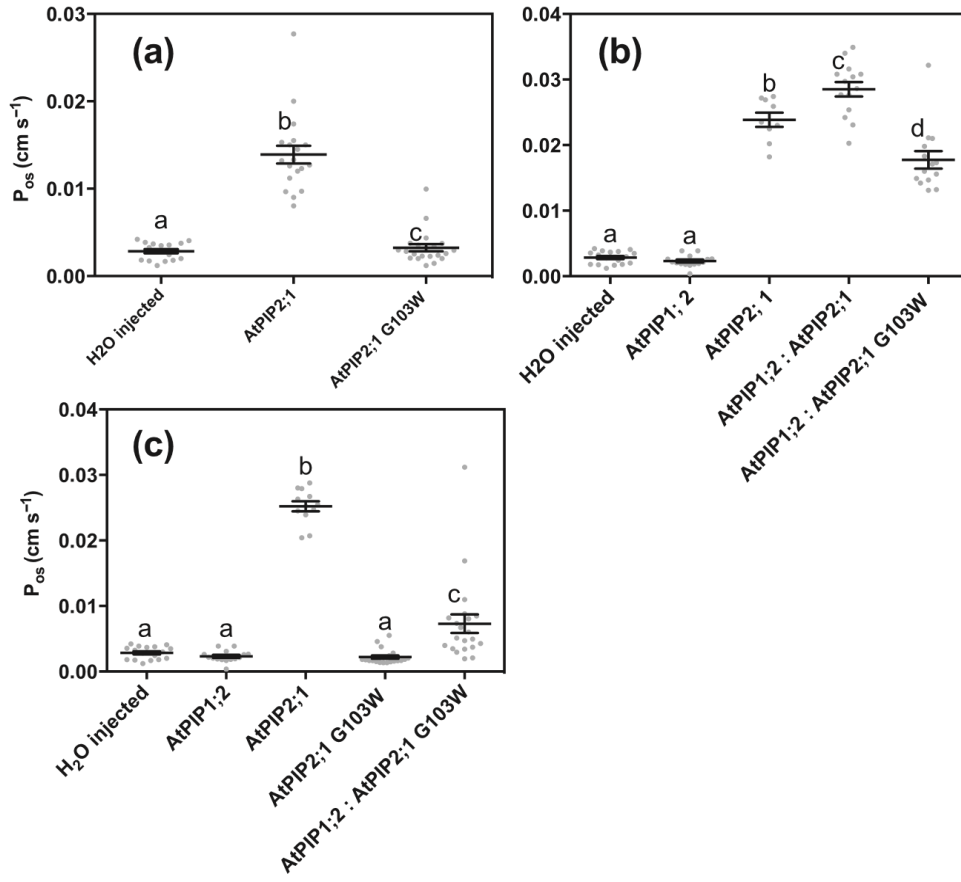 (a)
P_os (cm s⁻¹)
0.03
0.02
0.01
0.00
a
b
c
H2O injected
AtPIP2;1
AtPIP2;1 G103W
(b)
0.04
0.03
0.02
0.01
0.00
a
a
b
c
d
H2O injected
AtPIP1; 2
AtPIP2; 1
AtPIP1;2 : AtPIP2;1
AtPIP1;2 : AtPIP2;1 G103W
(c)
P_os (cm s⁻¹)
0.04
0.03
0.02
0.01
0.00
a
a
b
a
c
H₂O injected
AtPIP1;2
AtPIP2;1
AtPIP2;1 G103W
AtPIP1;2 : AtPIP2;1 G103W